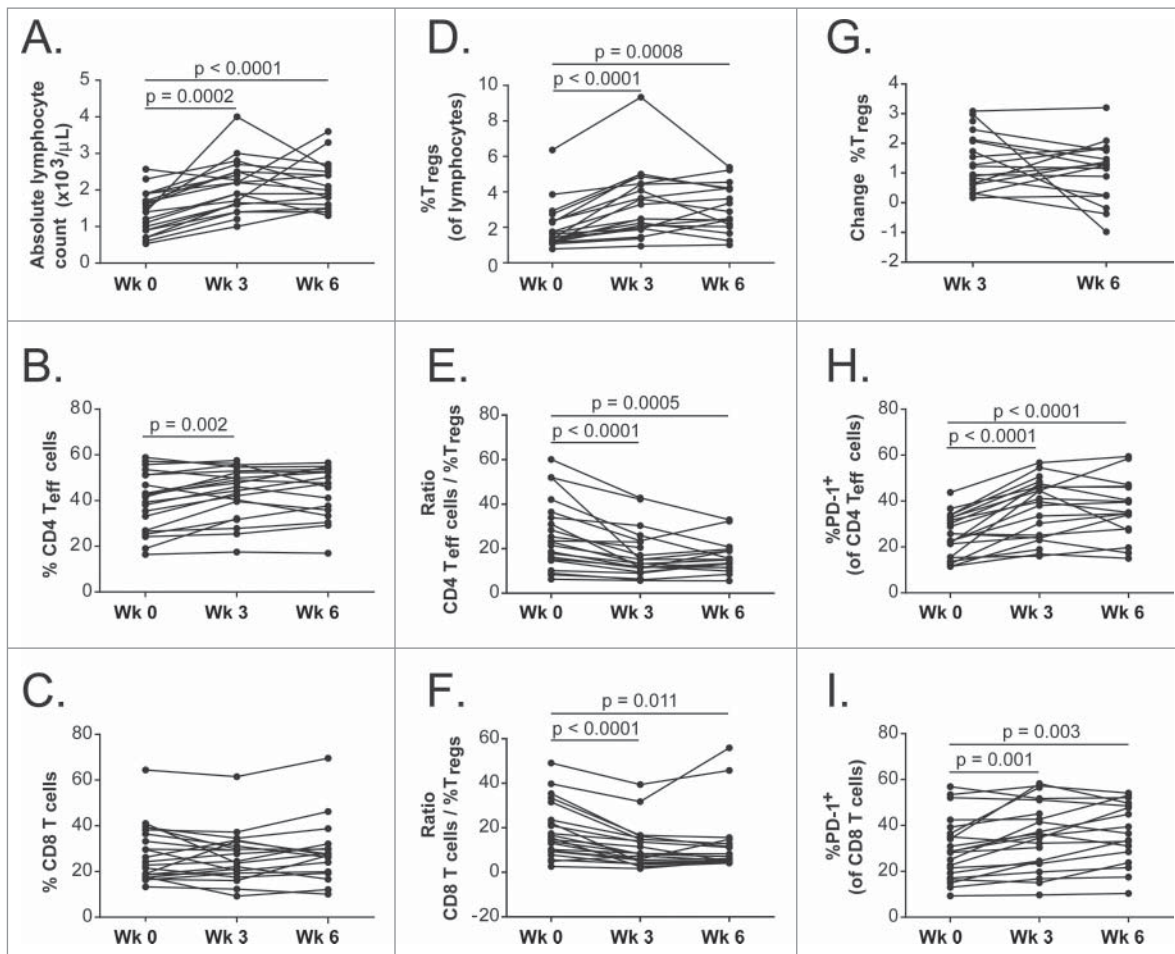 A.
p < 0.0001
p = 0.0002
Absolute lymphocyte
count (x10³/µL)
5
4
3
2
1
0
Wk 0 Wk 3 Wk 6
D.
p = 0.0008
p < 0.0001
%Tregs
(of lymphocytes)
10
8
6
4
2
0
Wk 0 Wk 3 Wk 6
G.
Change %Tregs
4
3
2
1
0
-1
-2
Wk 3 Wk 6
B.
p = 0.002
% CD4 Teff cells
80
60
40
20
0
Wk 0 Wk 3 Wk 6
E.
p = 0.0005
p < 0.0001
Ratio
CD4 Teff cells / %Tregs
80
60
40
20
0
Wk 0 Wk 3 Wk 6
H.
p < 0.0001
p < 0.0001
%PD-1+
(of CD4 Teff cells)
80
60
40
20
0
Wk 0 Wk 3 Wk 6
C.
% CD8 T cells
80
60
40
20
0
Wk 0 Wk 3 Wk 6
F.
p = 0.011
p < 0.0001
Ratio
CD8 T cells / %Tregs
60
40
20
0
-20
Wk 0 Wk 3 Wk 6
I.
p = 0.003
p = 0.001
%PD-1+
(of CD8 T cells)
80
60
40
20
0
Wk 0 Wk 3 Wk 6